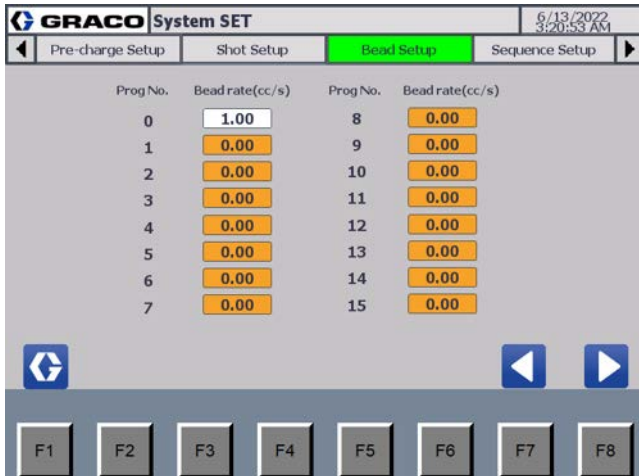 GRACO System SET 6/13/2022
3:20:53 AM
Pre-charge Setup Shot Setup Bead Setup Sequence Setup
Prog No. Bead rate(cc/s) Prog No. Bead rate(cc/s)
0 1.00 8 0.00
1 0.00 9 0.00
2 0.00 10 0.00
3 0.00 11 0.00
4 0.00 12 0.00
5 0.00 13 0.00
6 0.00 14 0.00
7 0.00 15 0.00
F1 F2 F3 F4 F5 F6 F7 F8